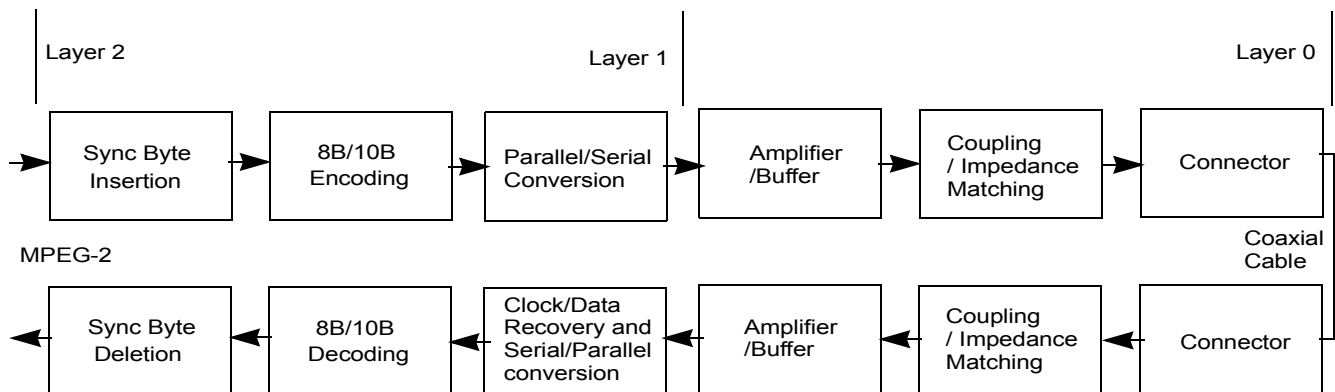 Layer 2
Layer 1
Layer 0
Sync Byte
Insertion
8B/10B
Encoding
Parallel/Serial
Conversion
Amplifier
/Buffer
Coupling
/ Impedance
Matching
Connector
MPEG-2
Coaxial
Cable
Sync Byte
Deletion
8B/10B
Decoding
Clock/Data
Recovery and
Serial/Parallel
conversion
Amplifier
/Buffer
Coupling
/ Impedance
Matching
Connector